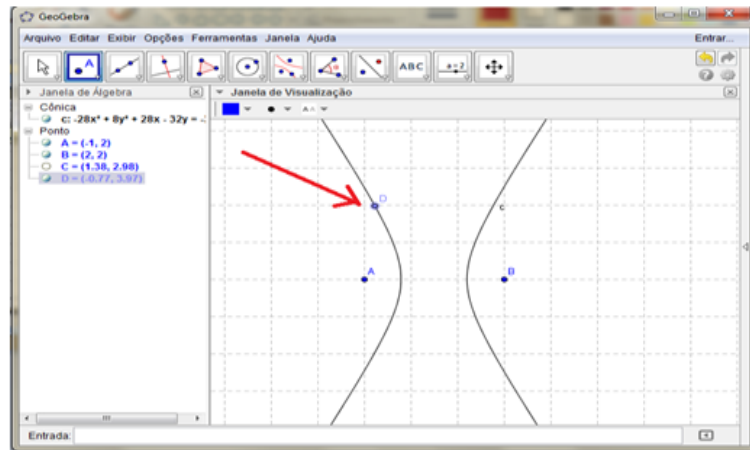 GeoGebra
Arquivo Editar Exibir Opções Ferramentas Janela Ajuda Entrar...
A ABC a=2
Janela de Álgebra
Janela de Visualização
Cônica
c: -28x² + 8y² + 28x - 32y = -
Ponto
A = (-1, 2)
B = (2, 2)
C = (1.38, 2.98)
D = (-0.77, 3.97)
D
c
A
B
Entrada: